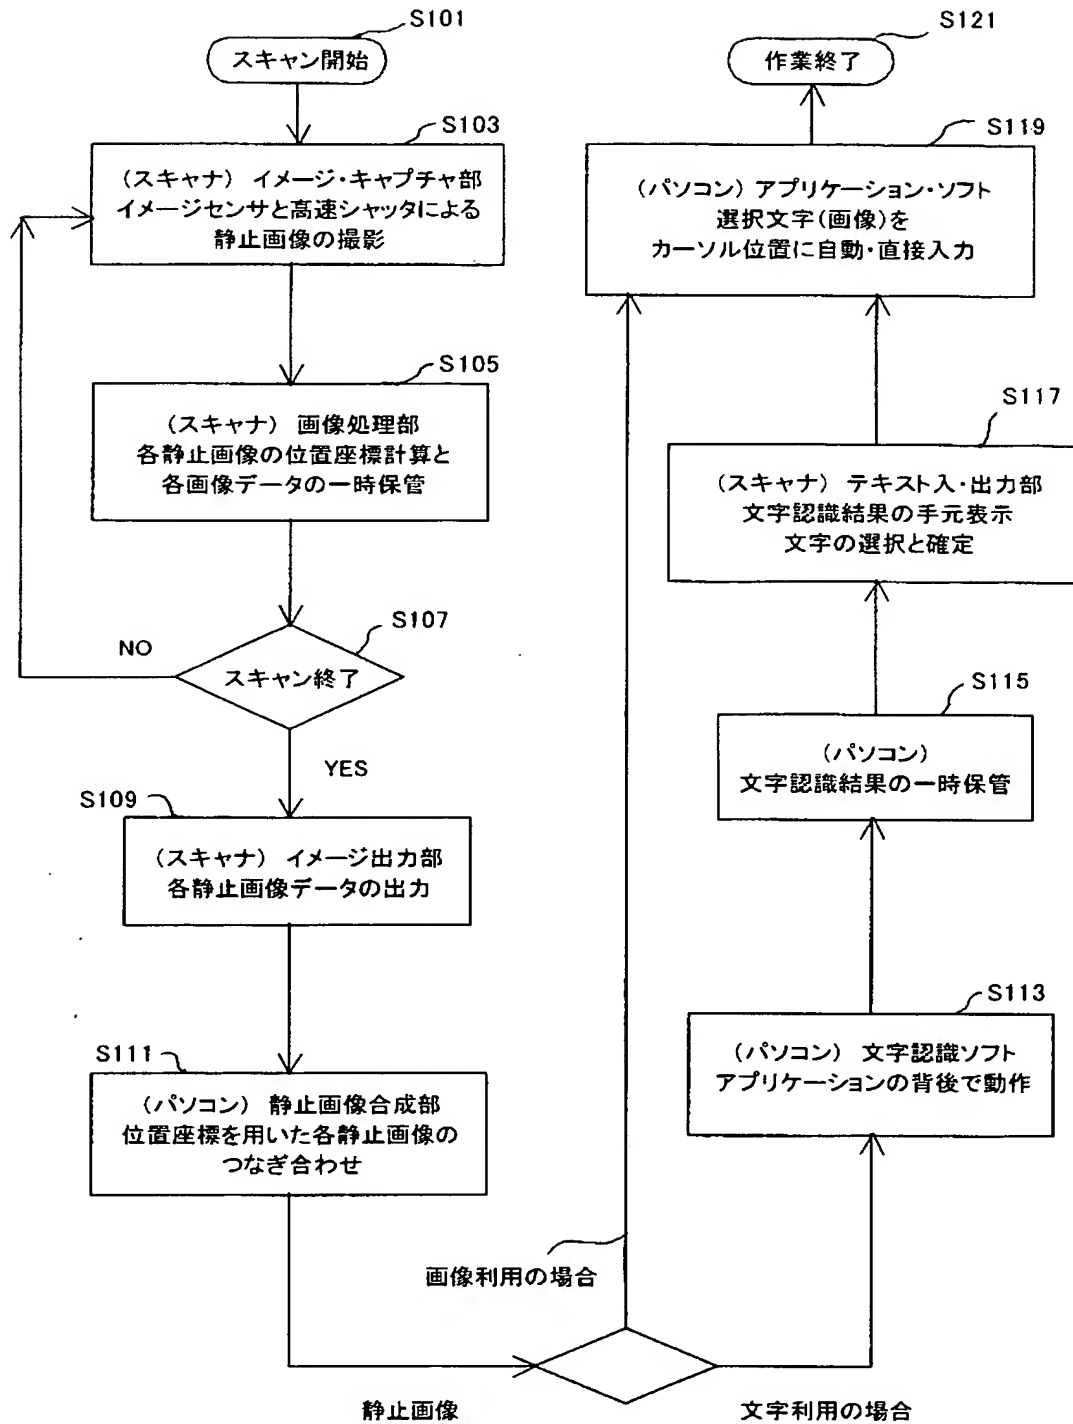 S101
スキャン開始
S103
(スキャナ) イメージ・キャプチャ部
イメージセンサと高速シャッタによる
静止画像の撮影
S105
(スキャナ) 画像処理部
各静止画像の位置座標計算と
各画像データの一時保管
S107
スキャン終了
NO
YES
S109
(スキャナ) イメージ出力部
各静止画像データの出力
S111
(パソコン) 静止画像合成部
位置座標を用いた各静止画像の
つなぎ合わせ
静止画像
画像利用の場合
文字利用の場合
S113
(パソコン) 文字認識ソフト
アプリケーションの背後で動作
S115
(パソコン)
文字認識結果の一時保管
S117
(スキャナ) テキスト入・出力部
文字認識結果の手元表示
文字の選択と確定
S119
(パソコン) アプリケーション・ソフト
選択文字(画像)を
カーソル位置に自動・直接入力
S121
作業終了